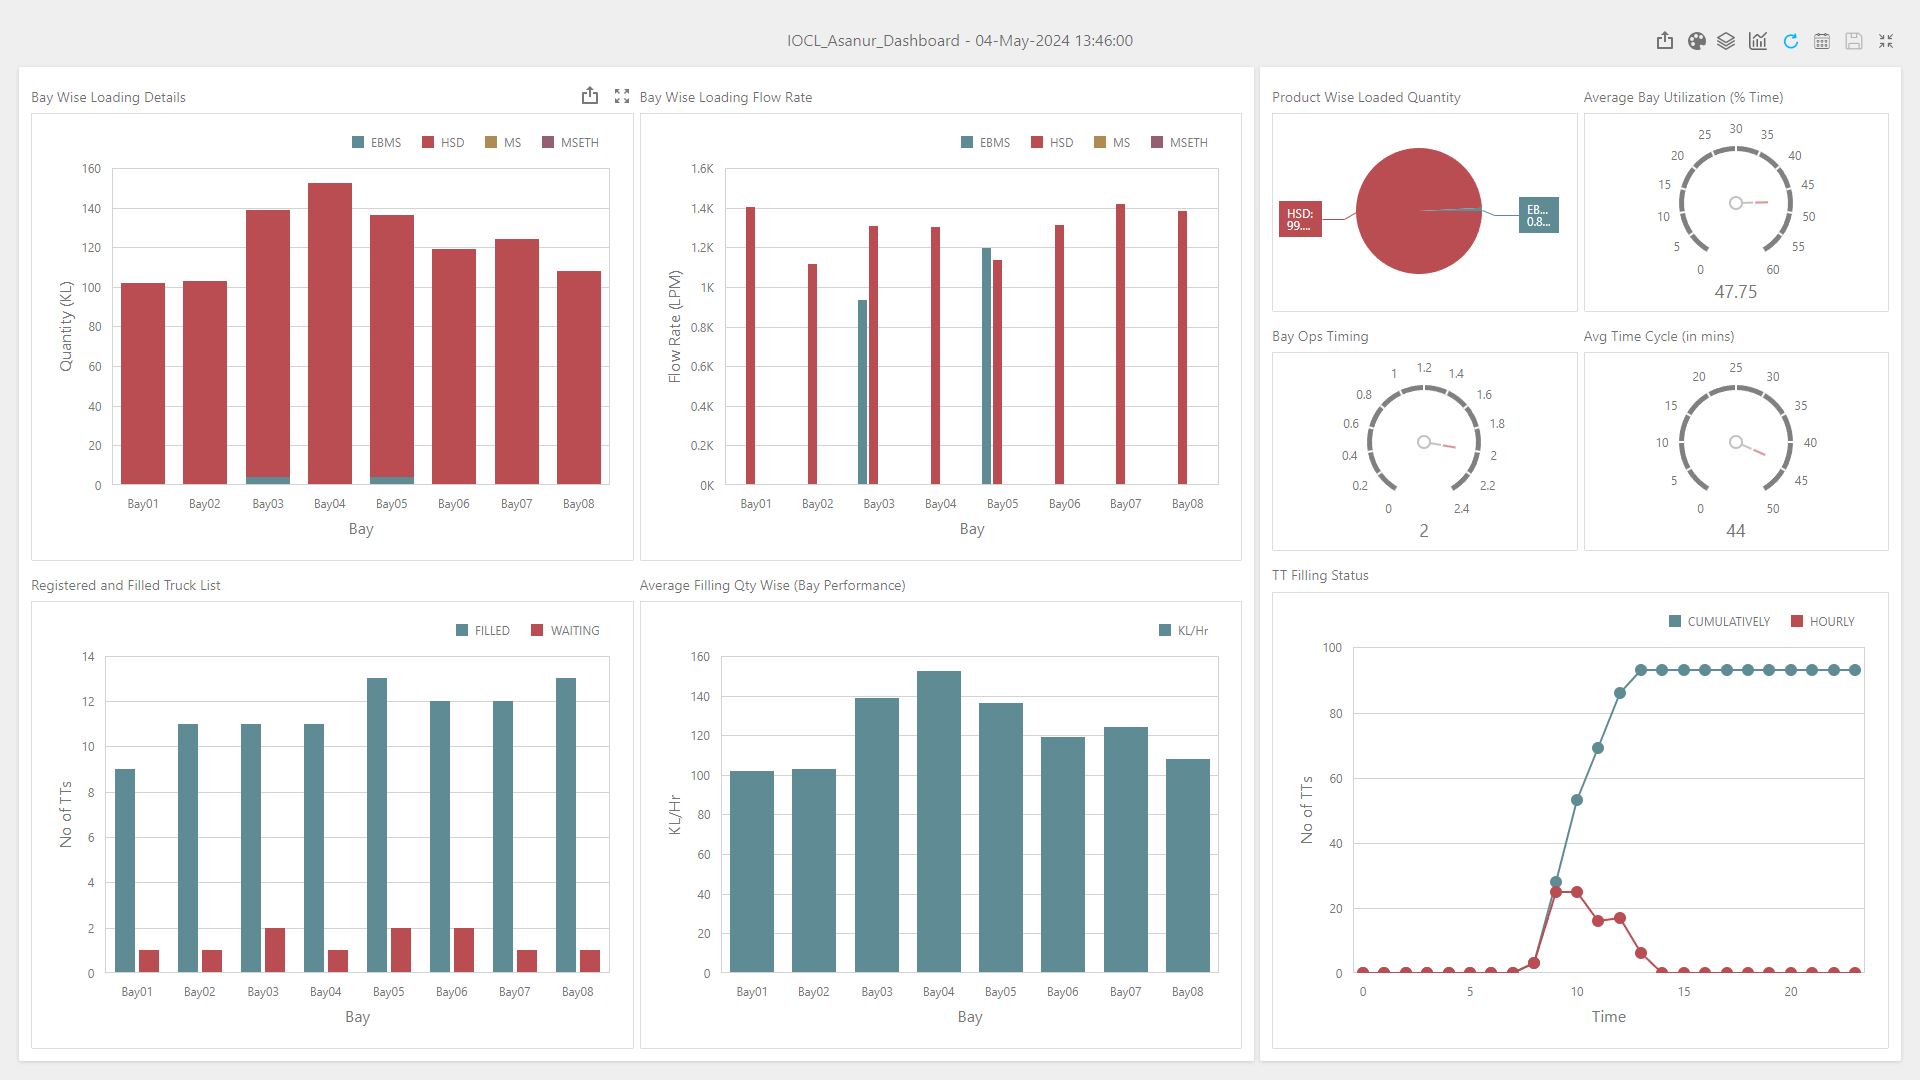 IOCL_Asanur_Dashboard - 04-May-2024 13:46:00
Bay Wise Loading Details
EBMS HSD MS MSETH
160
140
120
100
80
60
40
20
0
Quantity (KL)
Bay01 Bay02 Bay03 Bay04 Bay05 Bay06 Bay07 Bay08
Bay
Bay Wise Loading Flow Rate
EBMS HSD MS MSETH
1.6K
1.4K
1.2K
1K
0.8K
0.6K
0.4K
0.2K
0K
Flow Rate (LPM)
Bay01 Bay02 Bay03 Bay04 Bay05 Bay06 Bay07 Bay08
Bay
Product Wise Loaded Quantity
HSD:
99....
EB...
0.8...
Average Bay Utilization (% Time)
0 5 10 15 20 25 30 35 40 45 50 55 60
47.75
Bay Ops Timing
0 0.2 0.4 0.6 0.8 1 1.2 1.4 1.6 1.8 2 2.2 2.4
2
Avg Time Cycle (in mins)
0 5 10 15 20 25 30 35 40 45 50
44
Registered and Filled Truck List
FILLED WAITING
14
12
10
8
6
4
2
0
No of TTs
Bay01 Bay02 Bay03 Bay04 Bay05 Bay06 Bay07 Bay08
Bay
Average Filling Qty Wise (Bay Performance)
KL/Hr
160
140
120
100
80
60
40
20
0
KL/Hr
Bay01 Bay02 Bay03 Bay04 Bay05 Bay06 Bay07 Bay08
Bay
TT Filling Status
CUMULATIVELY HOURLY
100
80
60
40
20
0
No of TTs
0 5 10 15 20
Time